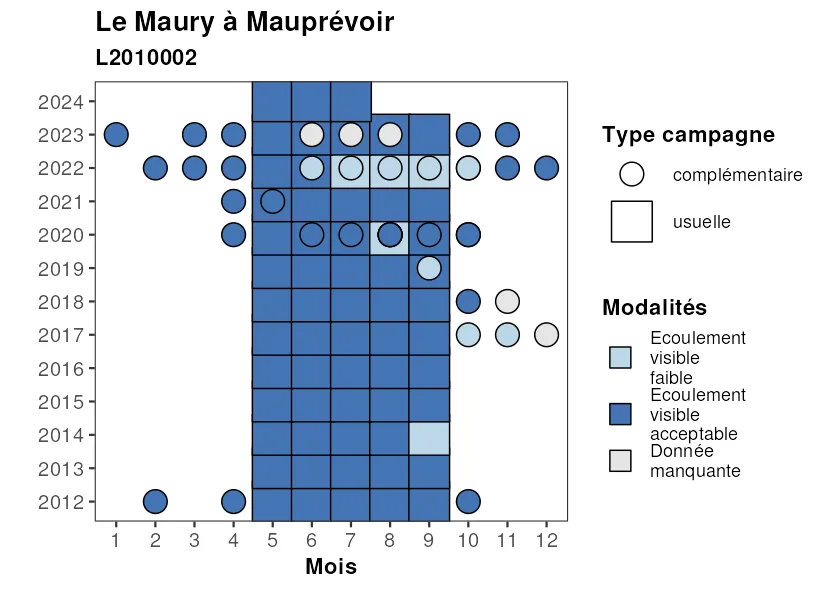 Le Maury à Mauprévoir
L2010002
2024
2023
2022
2021
2020
2019
2018
2017
2016
2015
2014
2013
2012
1 2 3 4 5 6 7 8 9 10 11 12
Mois
Type campagne
complémentaire
usuelle
Modalités
Ecoulement
visible
faible
Ecoulement
visible
acceptable
Donnée
manquante